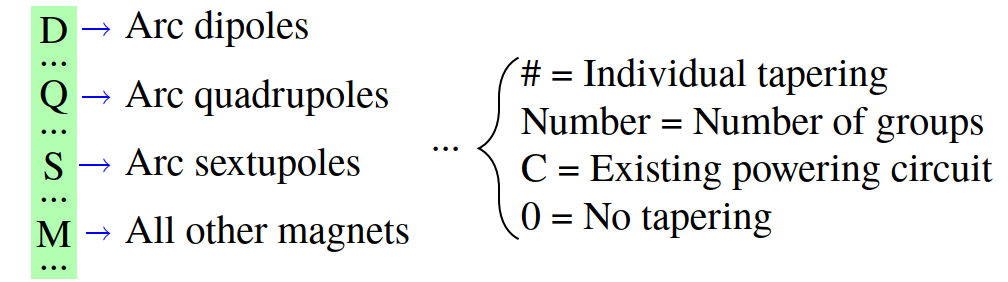 D → Arc dipoles
...
Q → Arc quadrupoles
...
S → Arc sextupoles
...
M → All other magnets
...
...
# = Individual tapering
Number = Number of groups
C = Existing powering circuit
0 = No tapering